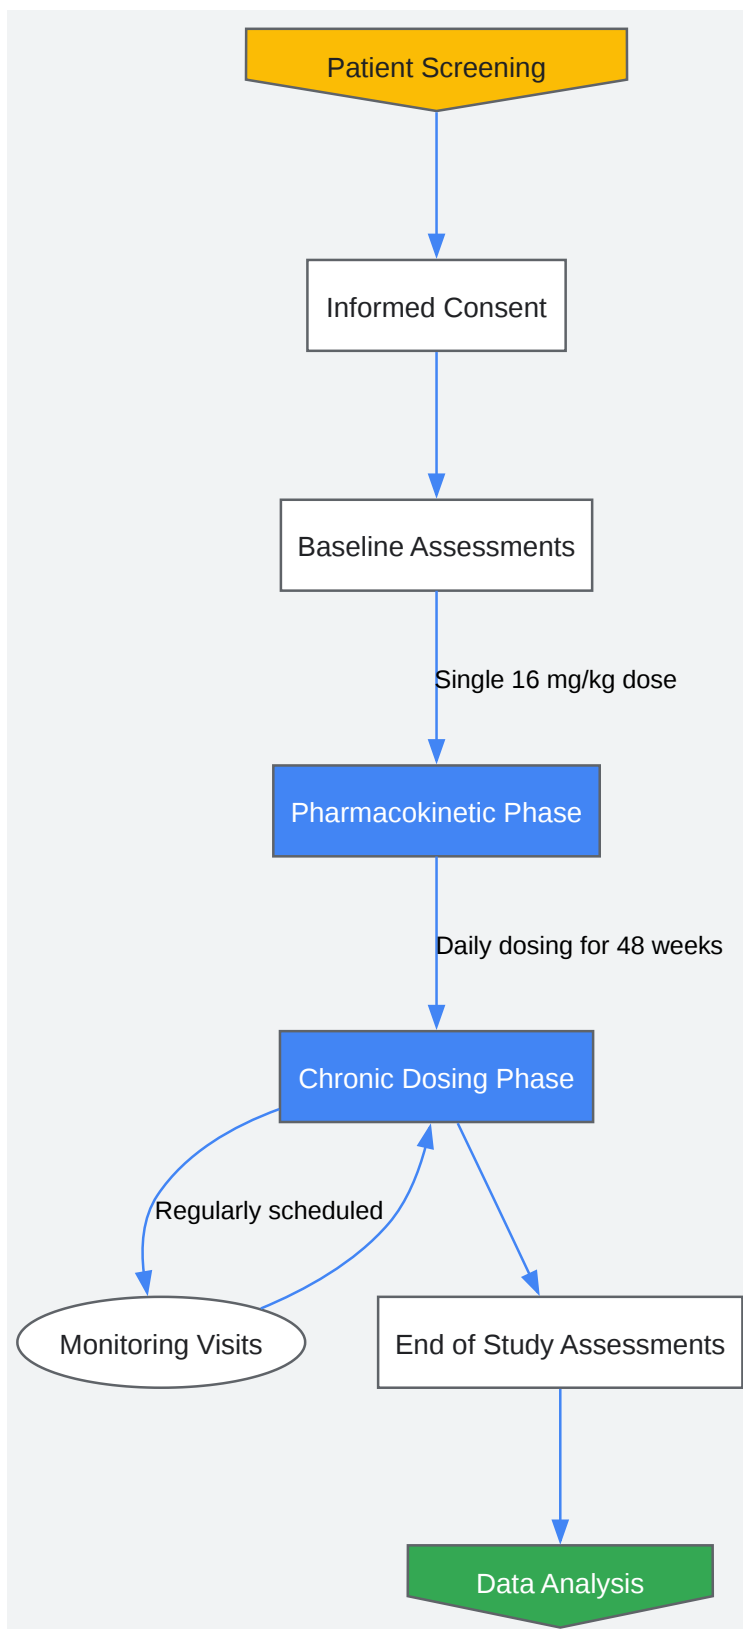 Patient Screening
Informed Consent
Baseline Assessments
Single 16 mg/kg dose
Pharmacokinetic Phase
Daily dosing for 48 weeks
Chronic Dosing Phase
Regularly scheduled
Monitoring Visits
End of Study Assessments
Data Analysis